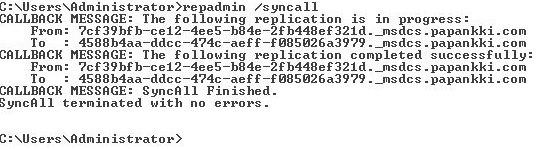 C:\Users\Administrator>repadmin /syncall
CALLBACK MESSAGE: The following replication is in progress:
From: 7cf39bfb-ce12-4ee5-b84e-2fb448ef321d._msdcs.papankki.com
To : 4588b4aa-ddcc-474c-aeff-f085026a3979._msdcs.papankki.com
CALLBACK MESSAGE: The following replication completed successfully:
From: 7cf39bfb-ce12-4ee5-b84e-2fb448ef321d._msdcs.papankki.com
To : 4588b4aa-ddcc-474c-aeff-f085026a3979._msdcs.papankki.com
CALLBACK MESSAGE: SyncAll Finished.
SyncAll terminated with no errors.
C:\Users\Administrator>